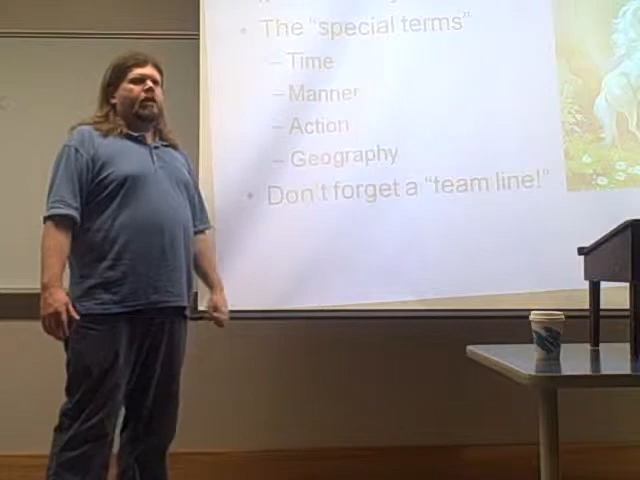 The "special terms"
– Time
– Manner
– Action
– Geography
Don't forget a "team line!"